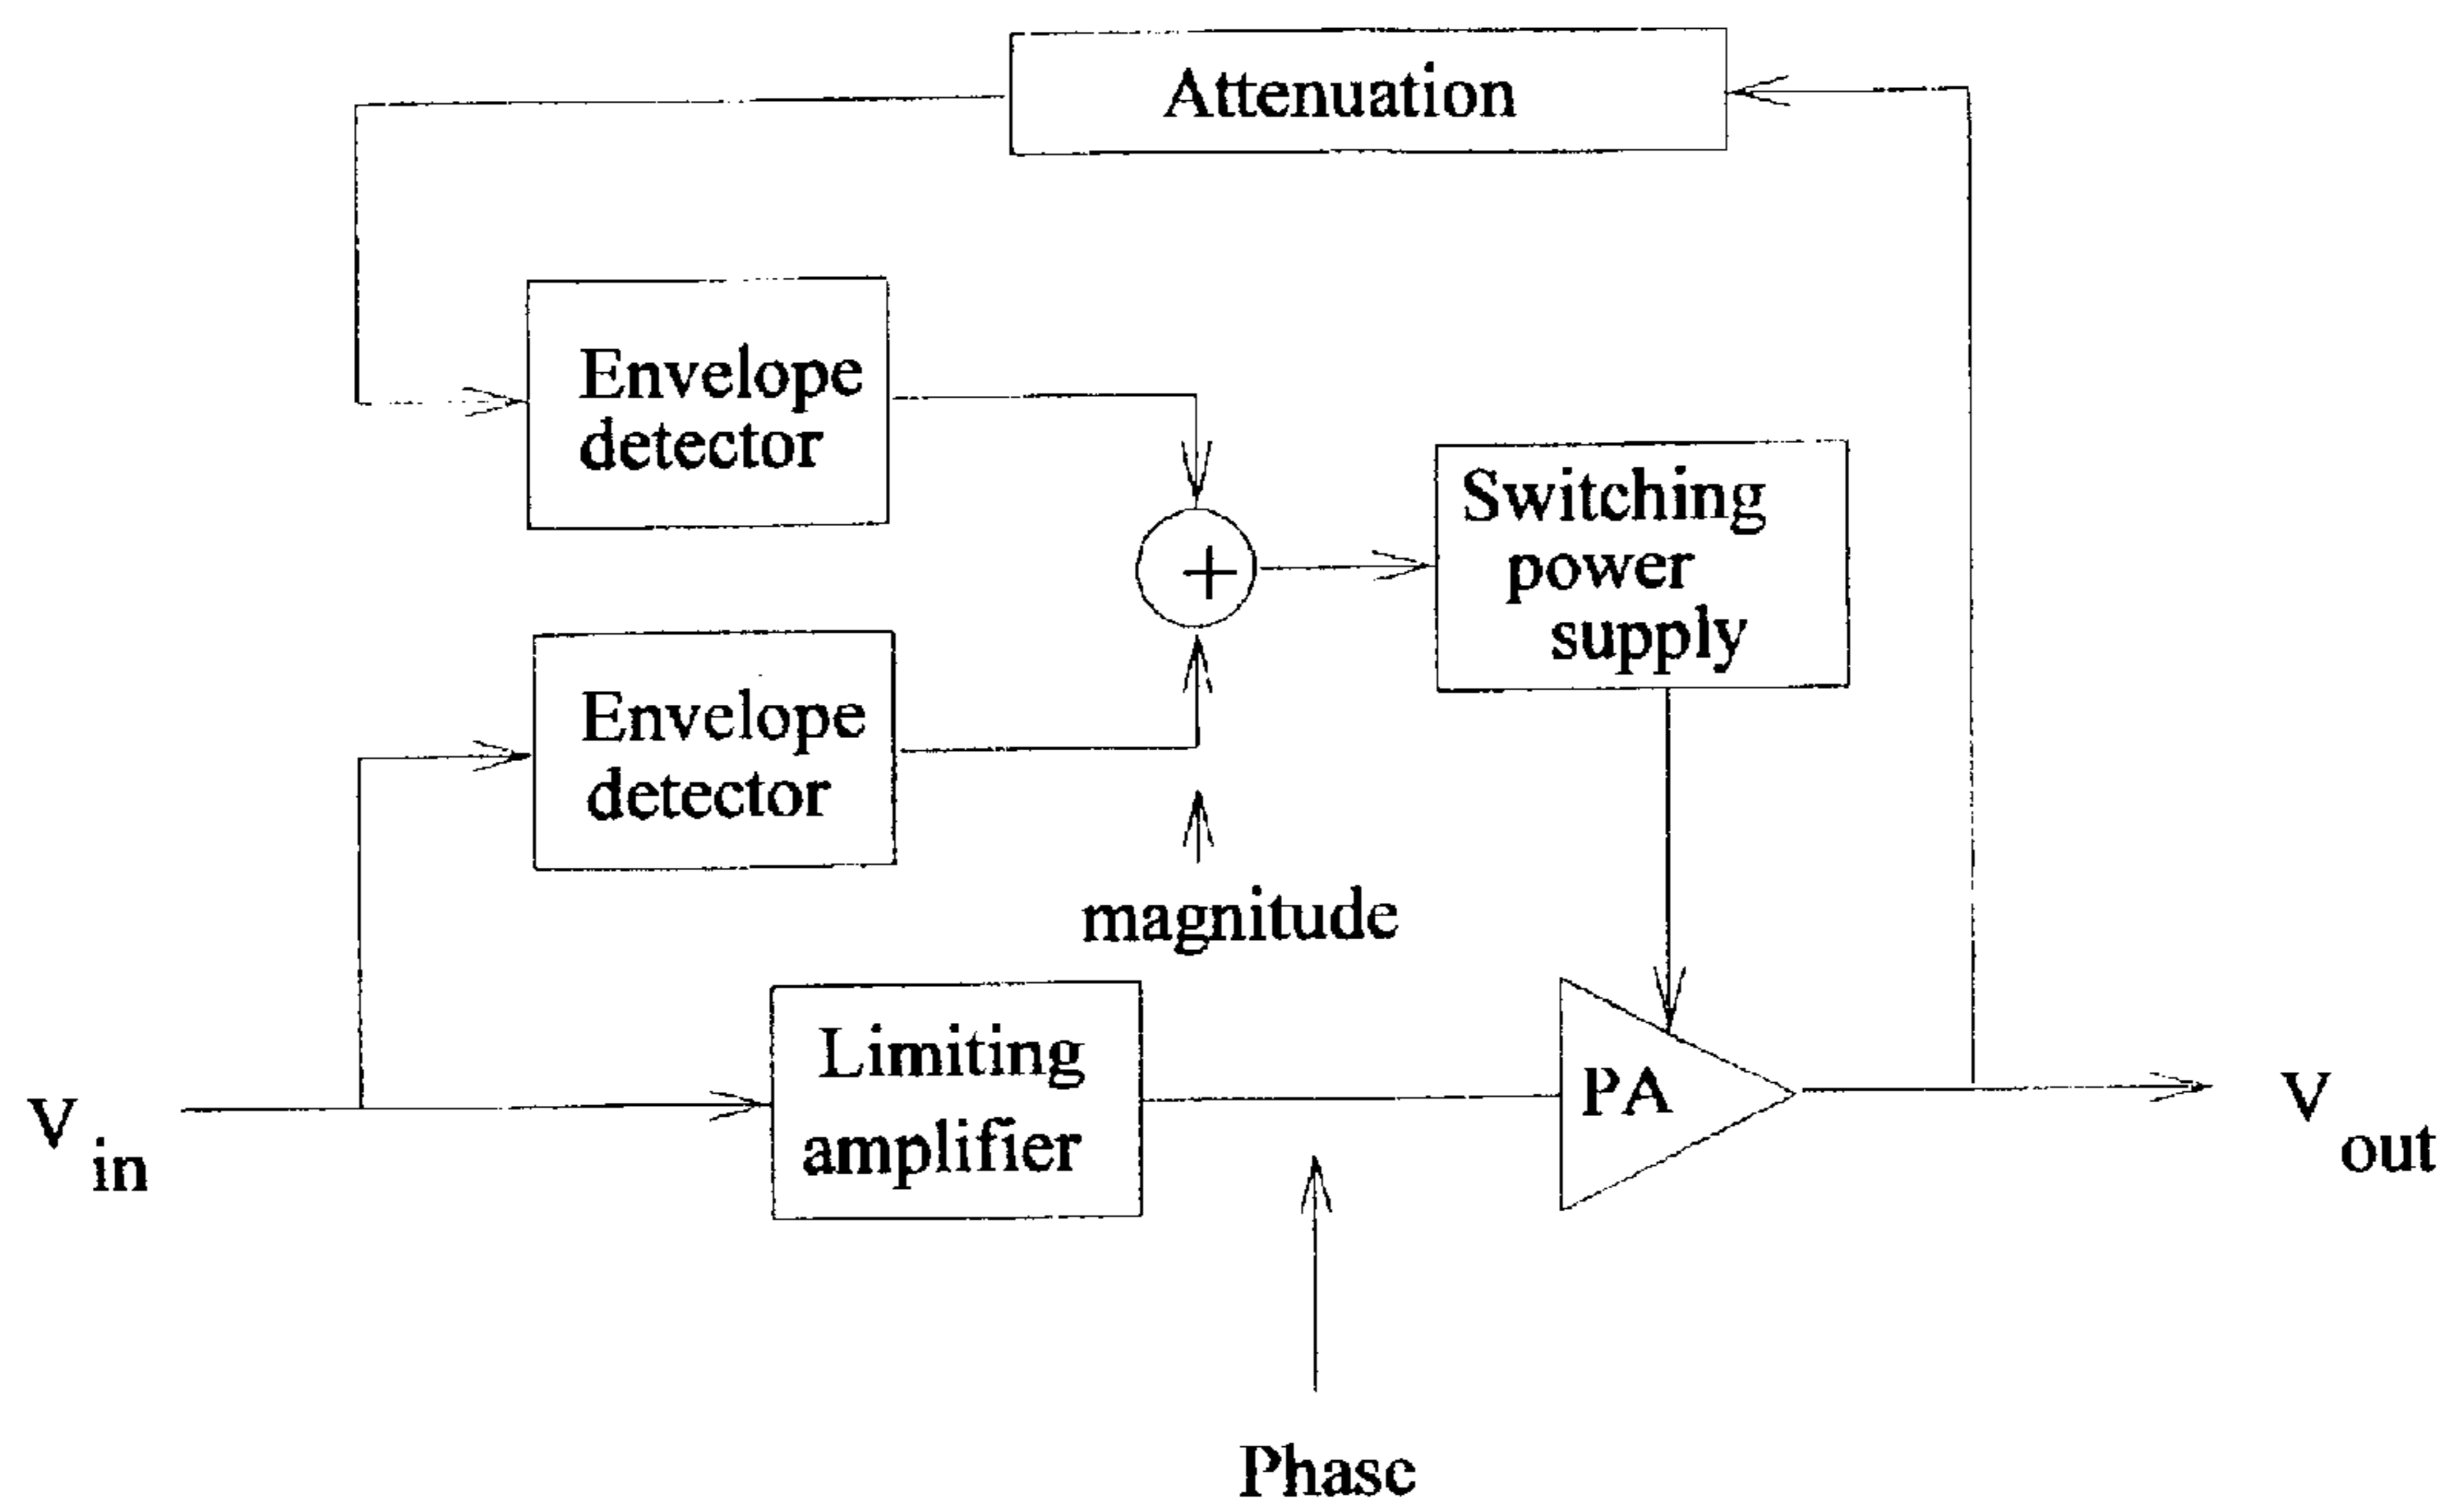 Attenuation
Envelope
detector
Switching
power
supply
+
Envelope
detector
magnitude
Limiting
amplifier
PA
V
in
V
out
Phase